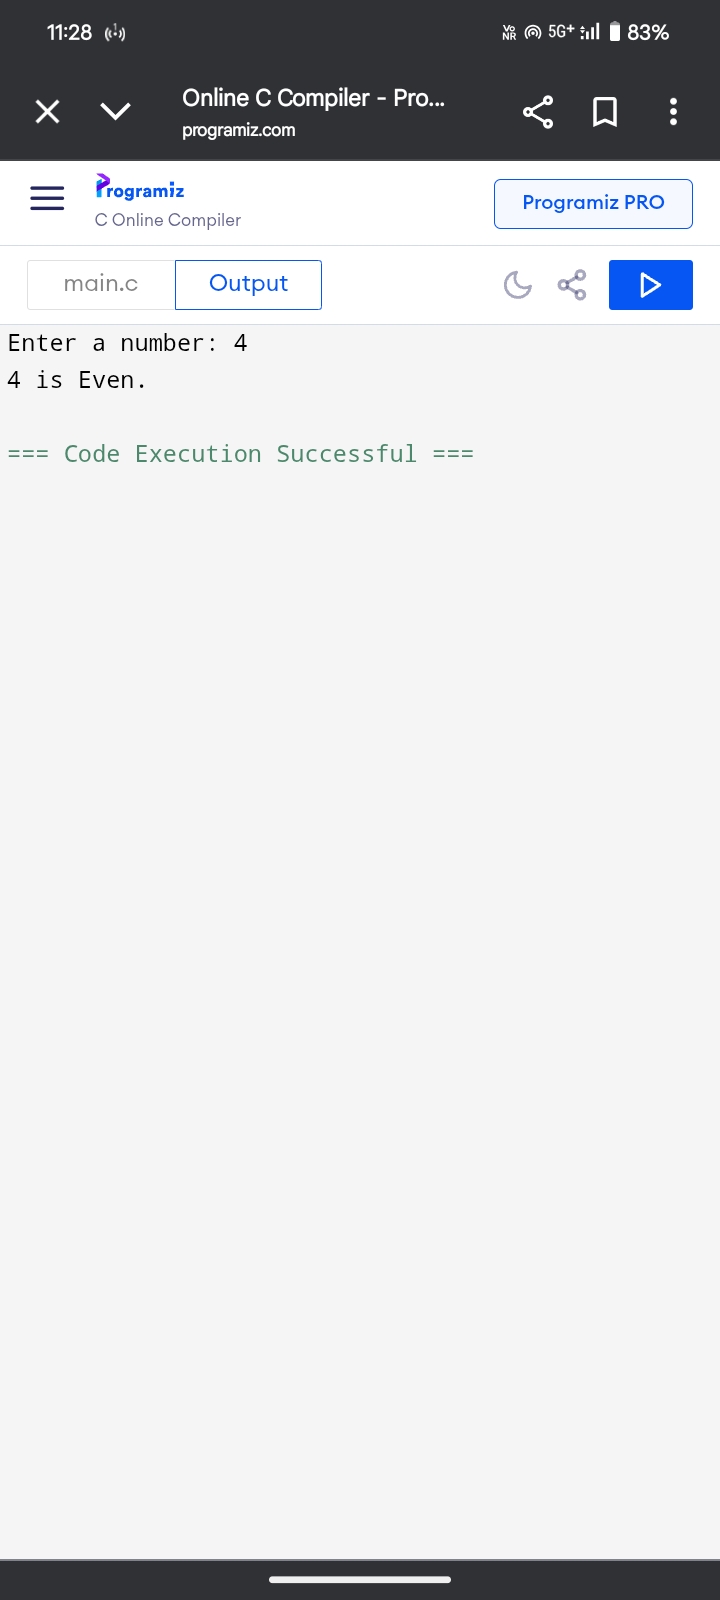 11:28
Vo NR 5G+ 83%
Online C Compiler - Pro...
programiz.com
Programiz
C Online Compiler
Programiz PRO
main.c
Output
Enter a number: 4
4 is Even.
=== Code Execution Successful ===